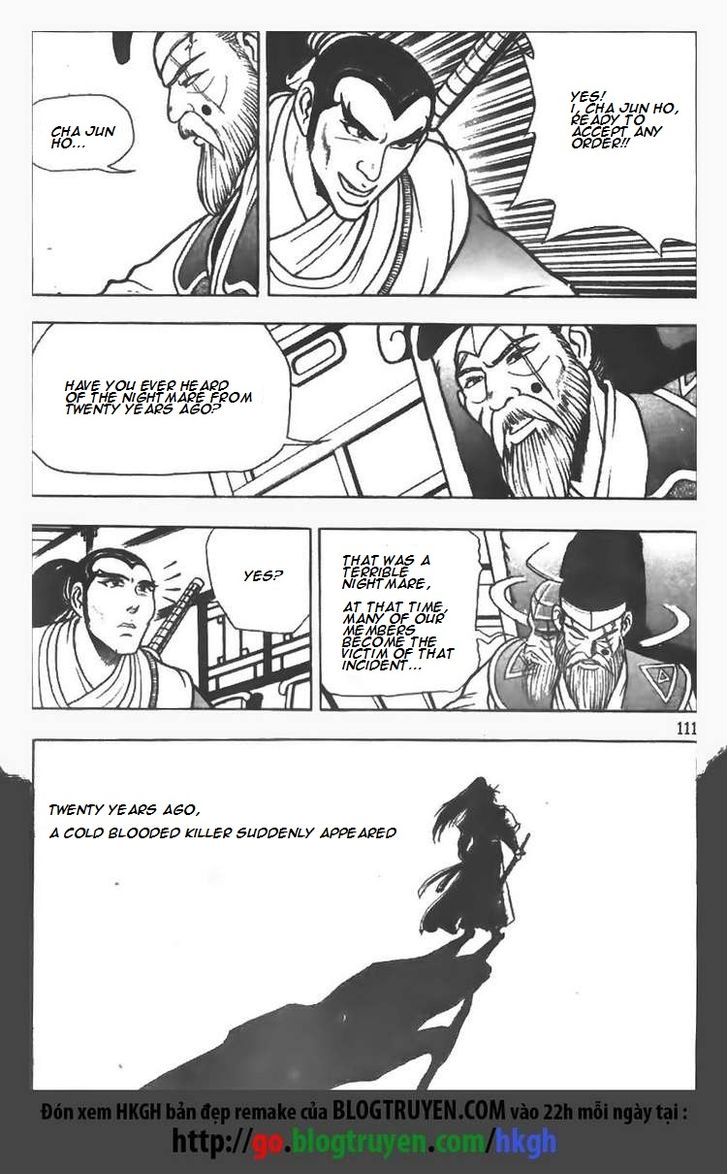 CHA JUN
HO...
YES!
I, CHA JUN HO,
READY TO
ACCEPT ANY
ORDER!!
HAVE YOU EVER HEARD
OF THE NIGHTMARE FROM
TWENTY YEARS AGO?
YES?
THAT WAS A
TERRIBLE
NIGHTMARE,
AT THAT TIME,
MANY OF OUR
MEMBERS
BECOME THE
VICTIM OF THAT
INCIDENT...
111
TWENTY YEARS AGO,
A COLD BLOODED KILLER SUDDENLY APPEARED
Đón xem HKGH bản đẹp remake của BLOGTRUYEN.COM vào 22h mỗi ngày tại :
http://go.blogtruyen.com/hkgh